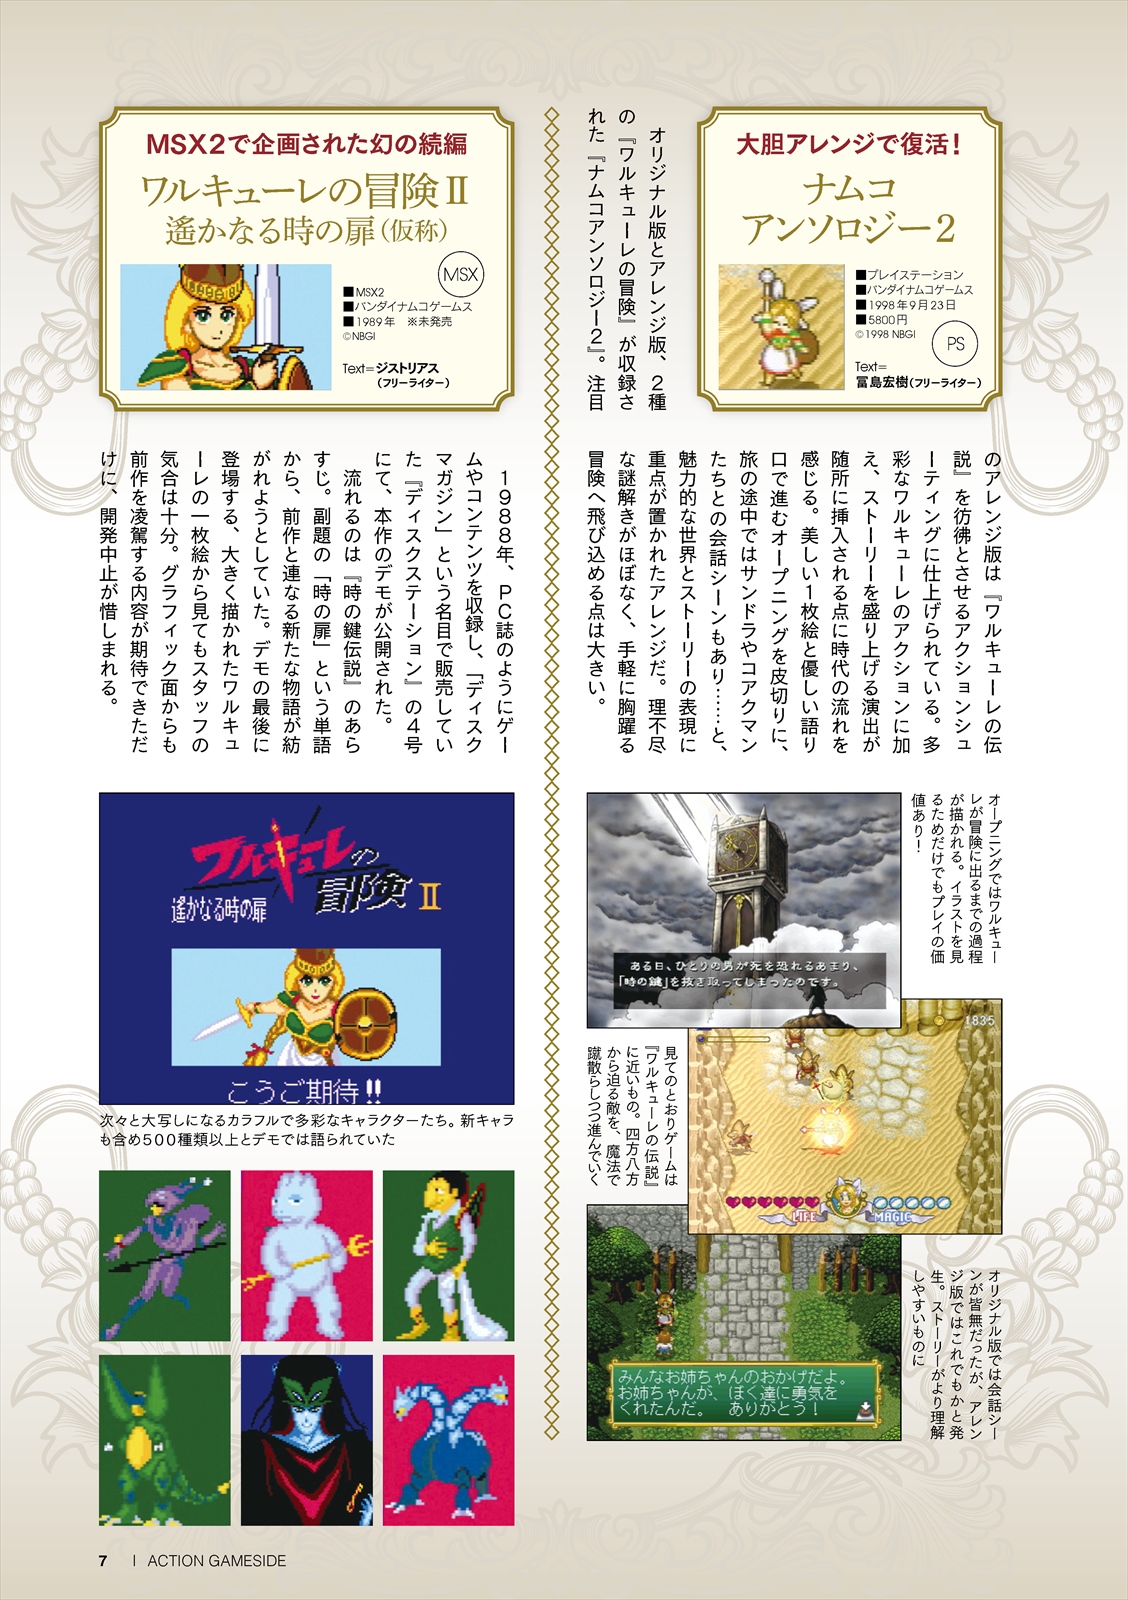 大胆アレンジで復活！
ナムコ
アンソロジー2
■プレイステーション
■バンダイナムコゲームス
■1998年9月23日
■5800円
©1998 NBGI
PS
Text=
冨島宏樹（フリーライター）
オリジナル版とアレンジ版、２種
の『ワルキューレの冒険』が収録さ
れた『ナムコアンソロジー２』。注目
のアレンジ版は『ワルキューレの伝
説』を彷彿とさせるアクションシュ
ーティングに仕上げられている。多
彩なワルキューレのアクションに加
え、ストーリーを盛り上げる演出が
随所に挿入される点に時代の流れを
感じる。美しい１枚絵と優しい語り
口で進むオープニングを皮切りに、
旅の途中ではサンドラやコアクマン
たちとの会話シーンもあり……と、
魅力的な世界とストーリーの表現に
重点が置かれたアレンジだ。理不尽
な謎解きがほぼなく、手軽に胸躍る
冒険へ飛び込める点は大きい。
オープニングではワルキュー
レが冒険に出るまでの過程
が描かれる。イラストを見
るためだけでもプレイの価
値あり！
ある日、ひとりの男が死を恐れるあまり、
「時の鍵」を抜き取ってしまったのです。
見てのとおりゲームは
『ワルキューレの伝説』
に近いもの。四方八方
から迫る敵を、魔法で
蹴散らしつつ進んでいく
1835
LIFE
MAGIC
オリジナル版では会話シー
ンが皆無だったが、アレン
ジ版ではこれでもかと発
生。ストーリーがより理解
しやすいものに
みんなお姉ちゃんのおかげだよ。
お姉ちゃんが、ぼく達に勇気を
くれたんだ。　ありがとう！
MSX2で企画された幻の続編
ワルキューレの冒険Ⅱ
遙かなる時の扉（仮称）
MSX
■MSX2
■バンダイナムコゲームス
■1989年　※未発売
©NBGI
Text=ジストリアス
（フリーライター）
１９８８年、ＰＣ誌のようにゲー
ムやコンテンツを収録し、「ディスク
マガジン」という名目で販売してい
た『ディスクステーション』の４号
にて、本作のデモが公開された。
流れるのは『時の鍵伝説』のあら
すじ。副題の「時の扉」という単語
から、前作と連なる新たな物語が紡
がれようとしていた。デモの最後に
登場する、大きく描かれたワルキュ
ーレの一枚絵から見てもスタッフの
気合は十分。グラフィック面からも
前作を凌駕する内容が期待できただ
けに、開発中止が惜しまれる。
ワルキューレの
冒険Ⅱ
遙かなる時の扉
こうご期待!!
次々と大写しになるカラフルで多彩なキャラクターたち。新キャラ
も含め500種類以上とデモでは語られていた
7 | ACTION GAMESIDE